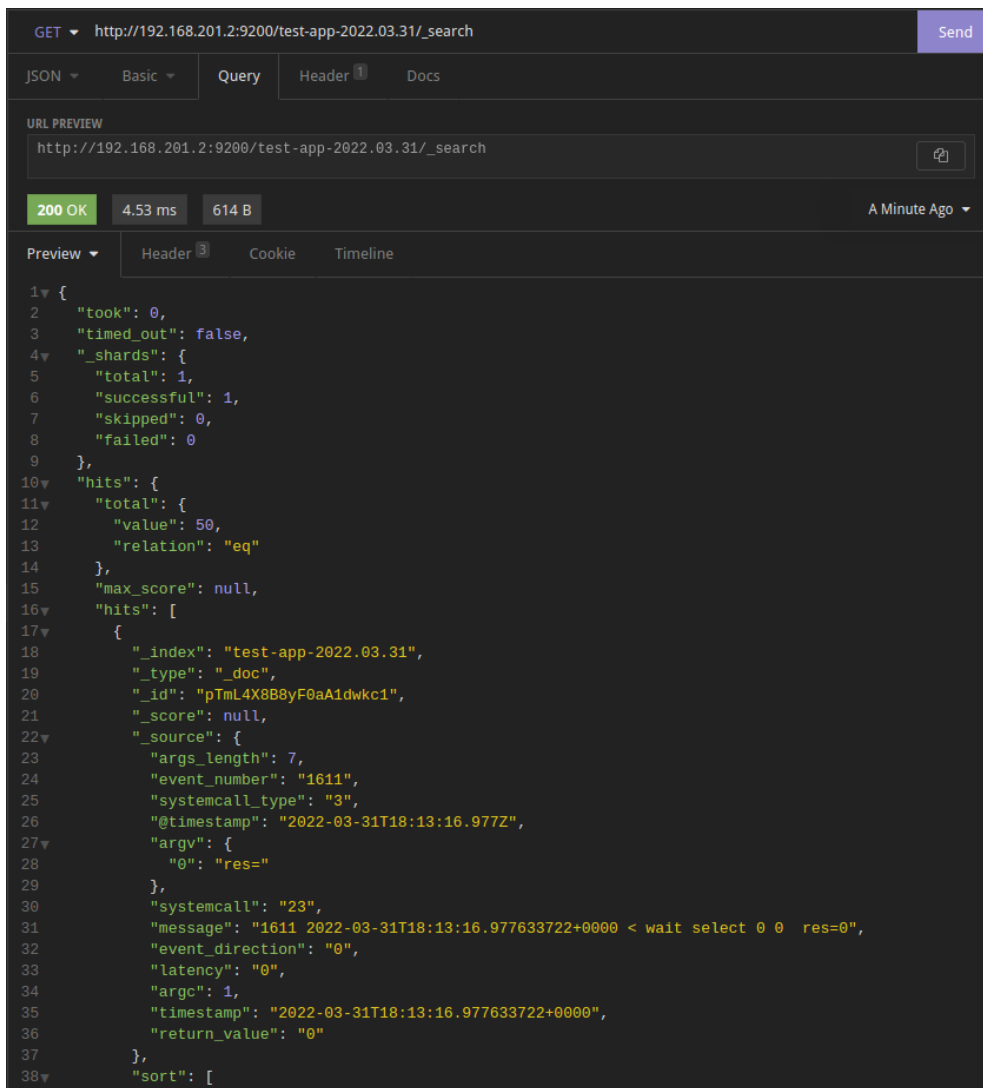 GET http://192.168.201.2:9200/test-app-2022.03.31/_search Send
JSON Basic Query Header 1 Docs
URL PREVIEW
http://192.168.201.2:9200/test-app-2022.03.31/_search
200 OK 4.53 ms 614 B A Minute Ago
Preview Header 3 Cookie Timeline
1 {
2 "took": 0,
3 "timed_out": false,
4 "_shards": {
5 "total": 1,
6 "successful": 1,
7 "skipped": 0,
8 "failed": 0
9 },
10 "hits": {
11 "total": {
12 "value": 50,
13 "relation": "eq"
14 },
15 "max_score": null,
16 "hits": [
17 {
18 "_index": "test-app-2022.03.31",
19 "_type": "_doc",
20 "_id": "pTmL4X8B8yF0aA1dwkc1",
21 "_score": null,
22 "_source": {
23 "args_length": 7,
24 "event_number": "1611",
25 "systemcall_type": "3",
26 "@timestamp": "2022-03-31T18:13:16.977Z",
27 "argv": {
28 "0": "res="
29 },
30 "systemcall": "23",
31 "message": "1611 2022-03-31T18:13:16.977633722+0000 < wait select 0 0  res=0",
32 "event_direction": "0",
33 "latency": "0",
34 "argc": 1,
35 "timestamp": "2022-03-31T18:13:16.977633722+0000",
36 "return_value": "0"
37 },
38 "sort": [